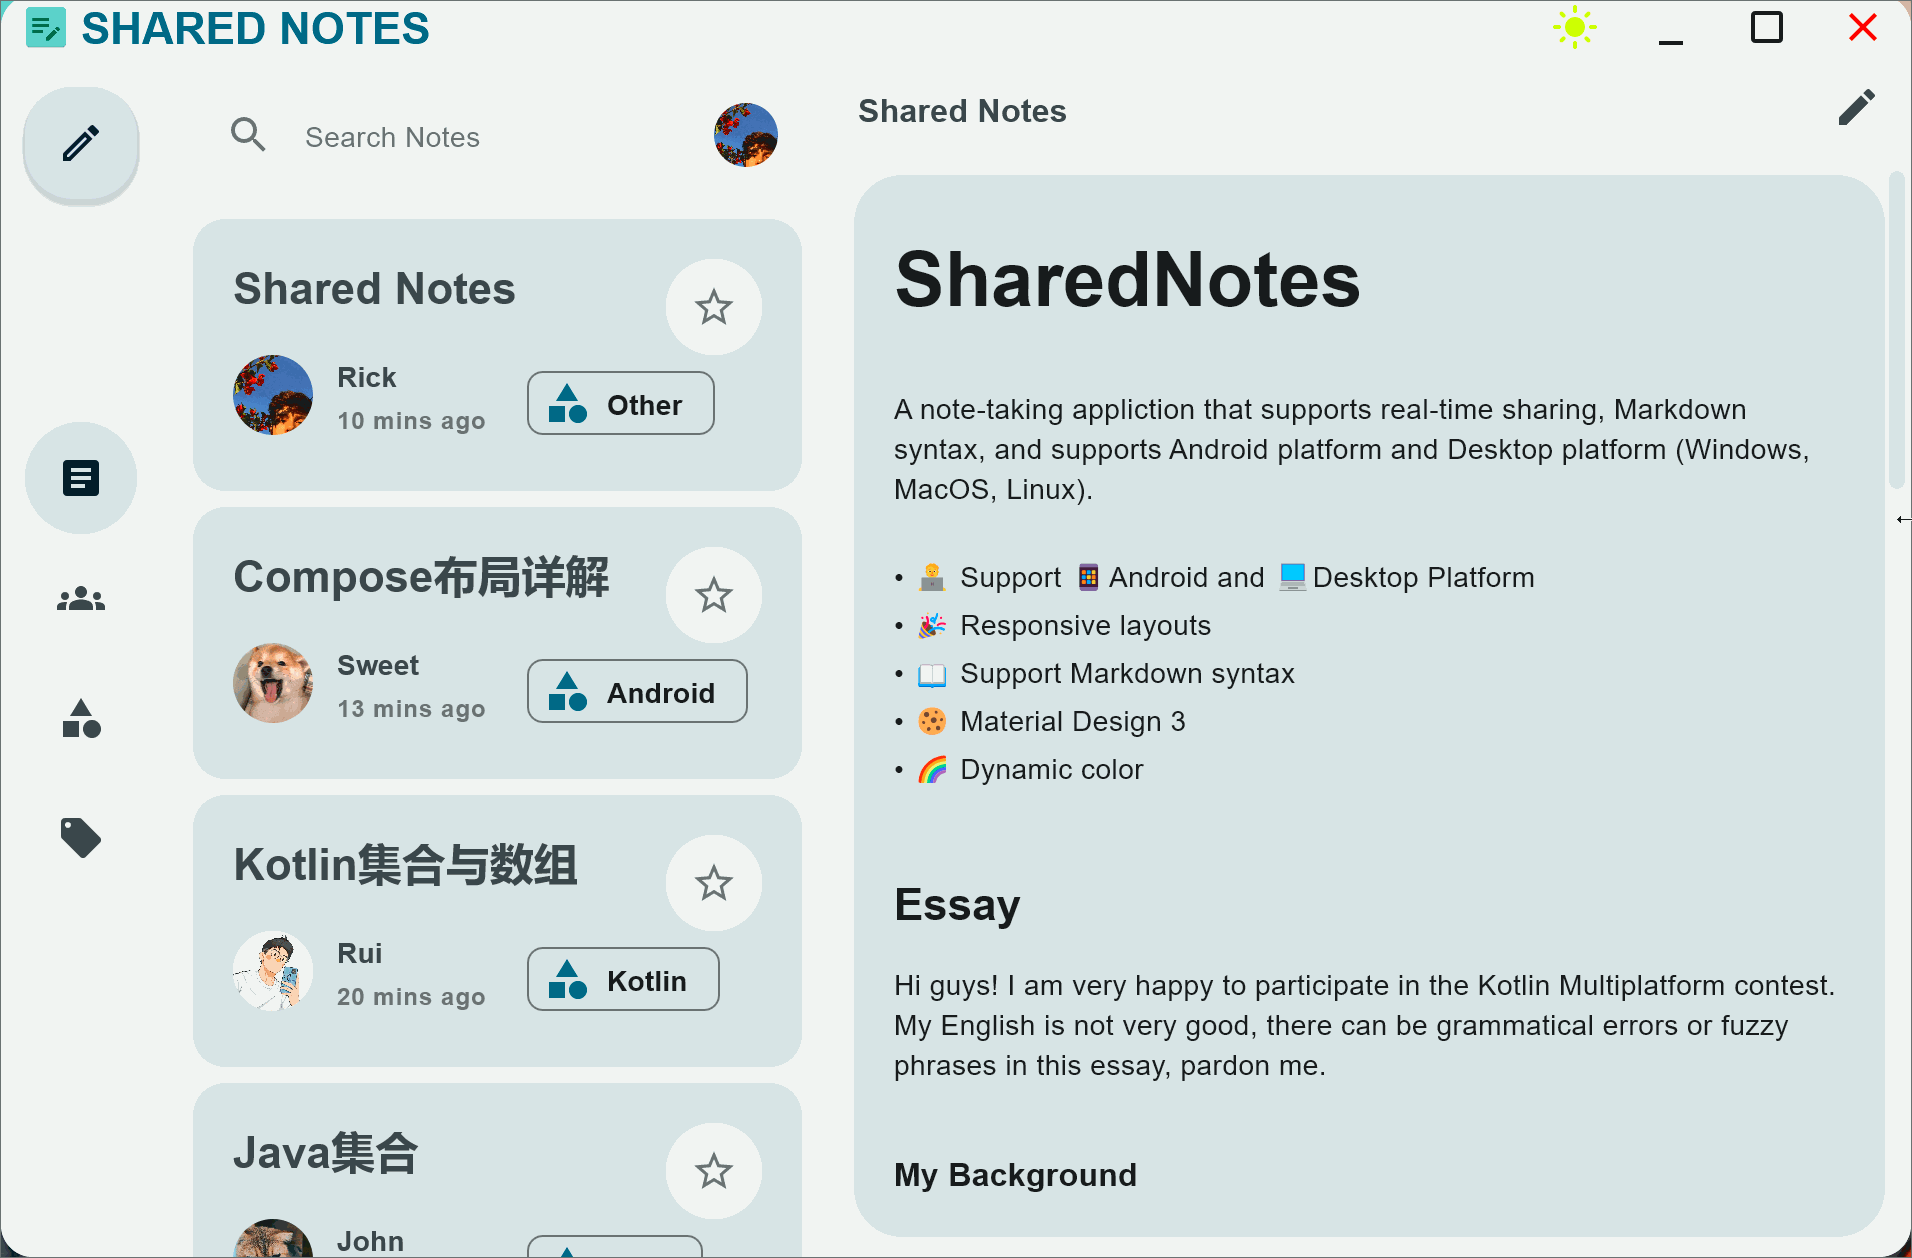 SHARED NOTES
Search Notes
Shared Notes
Rick
10 mins ago
Other
Compose布局详解
Sweet
13 mins ago
Android
Kotlin集合与数组
Rui
20 mins ago
Kotlin
Java集合
John
Shared Notes
SharedNotes
A note-taking appliction that supports real-time sharing, Markdown
syntax, and supports Android platform and Desktop platform (Windows,
MacOS, Linux).
• Support Android and Desktop Platform
• Responsive layouts
• Support Markdown syntax
• Material Design 3
• Dynamic color
Essay
Hi guys! I am very happy to participate in the Kotlin Multiplatform contest.
My English is not very good, there can be grammatical errors or fuzzy
phrases in this essay, pardon me.
My Background